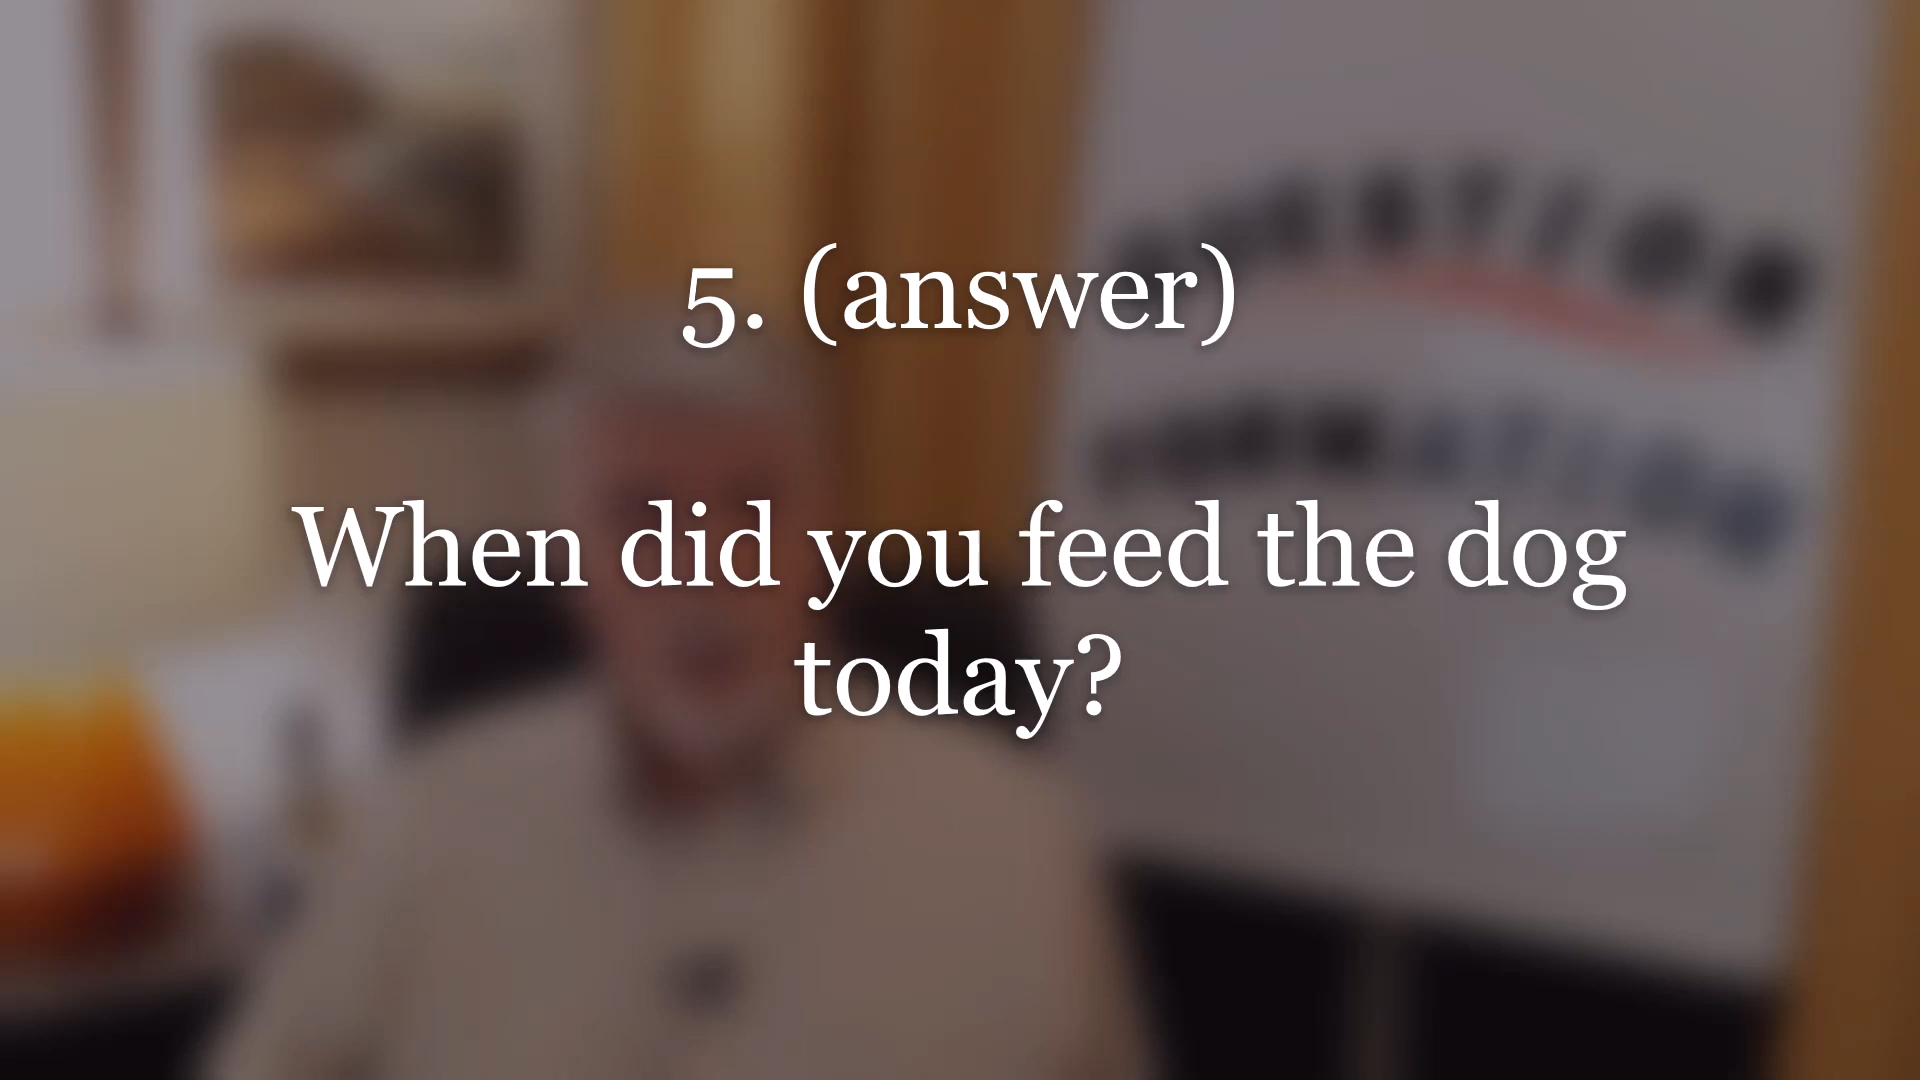 5. (answer)
When did you feed the dog
today?